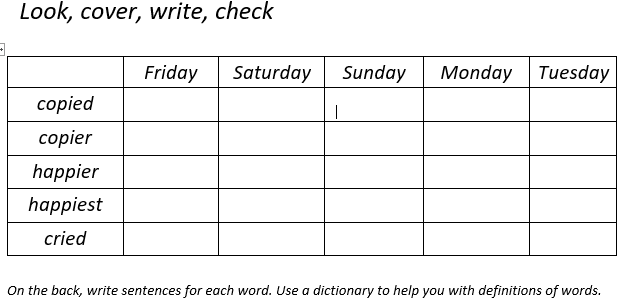 Look, cover, write, check
Friday Saturday Sunday Monday Tuesday
copied
copier
happier
happiest
cried
On the back, write sentences for each word. Use a dictionary to help you with definitions of words.